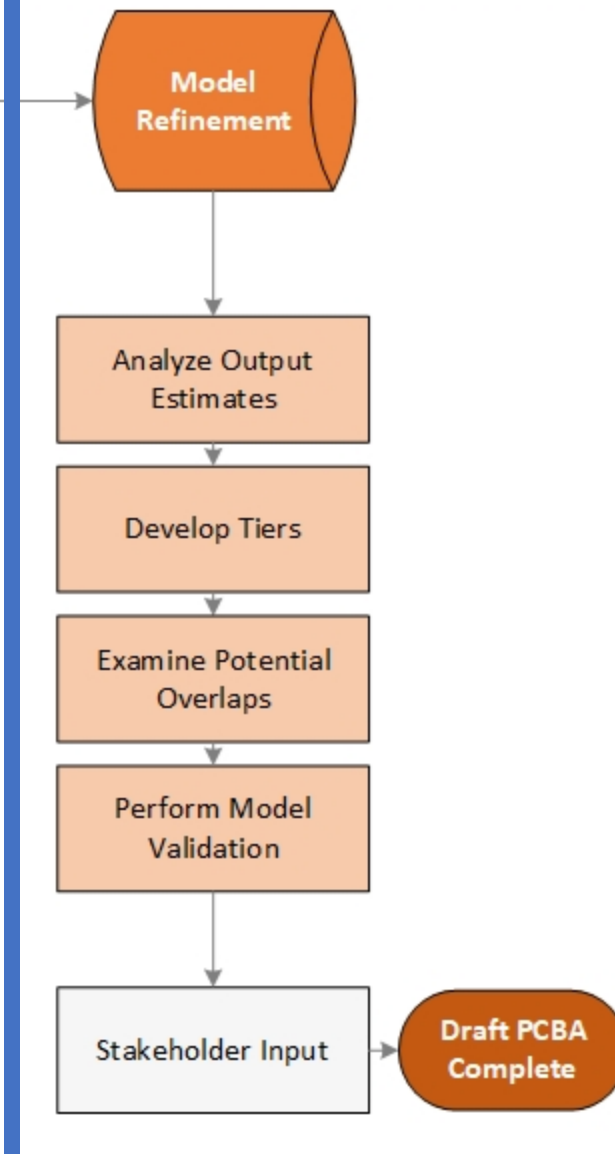 Model
Refinement
Analyze Output
Estimates
Develop Tiers
Examine Potential
Overlaps
Perform Model
Validation
Stakeholder Input
Draft PCBA
Complete